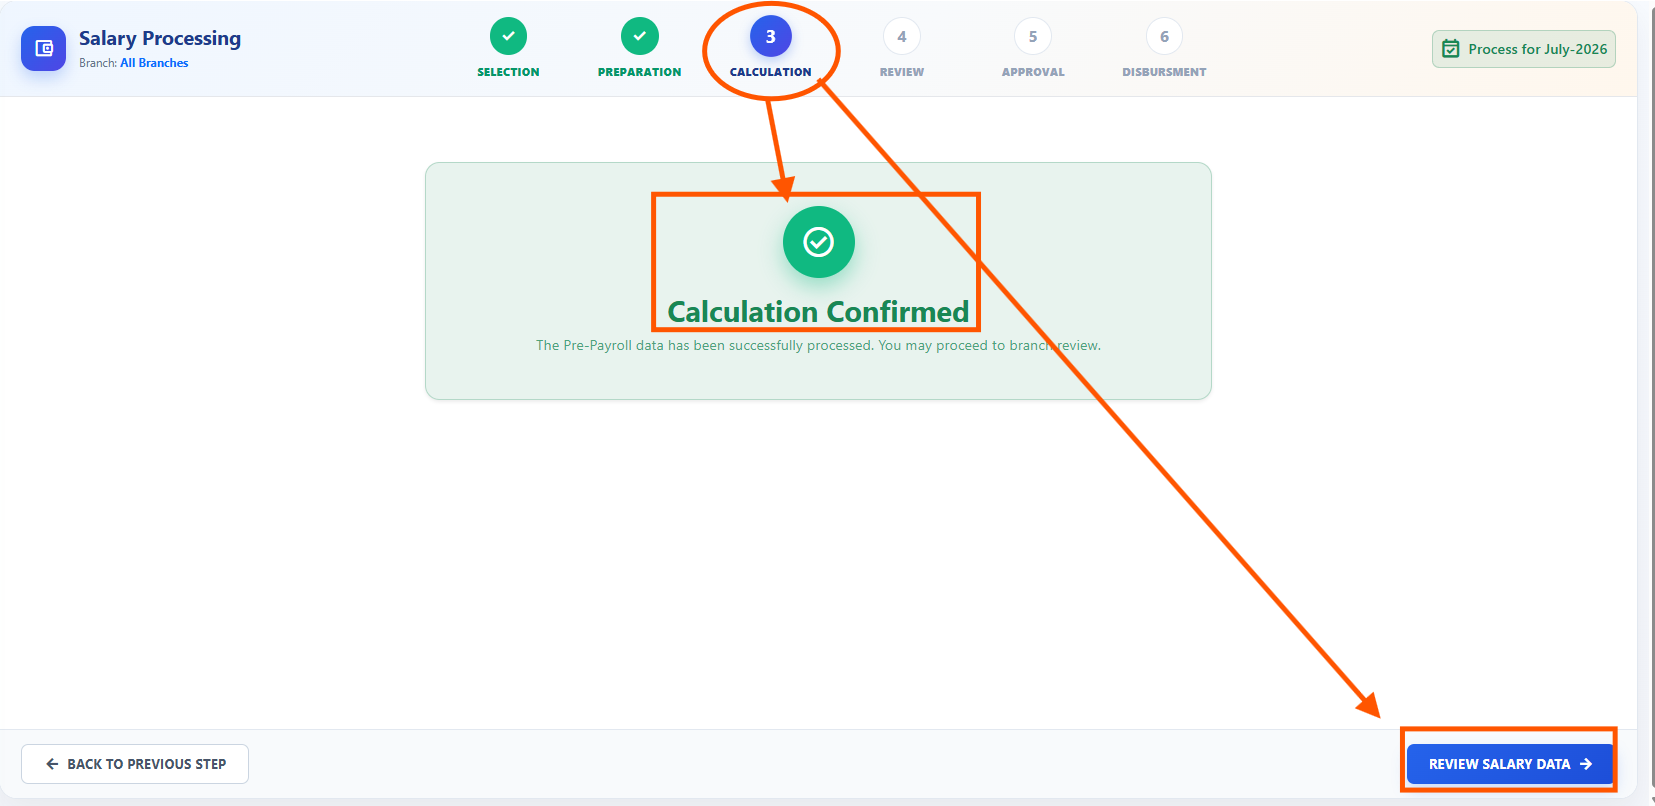 Salary Processing
Branch: All Branches
SELECTION
PREPARATION
3
CALCULATION
4
REVIEW
5
APPROVAL
6
DISBURSMENT
Process for July-2026
Calculation Confirmed
The Pre-Payroll data has been successfully processed. You may proceed to branch review.
BACK TO PREVIOUS STEP
REVIEW SALARY DATA